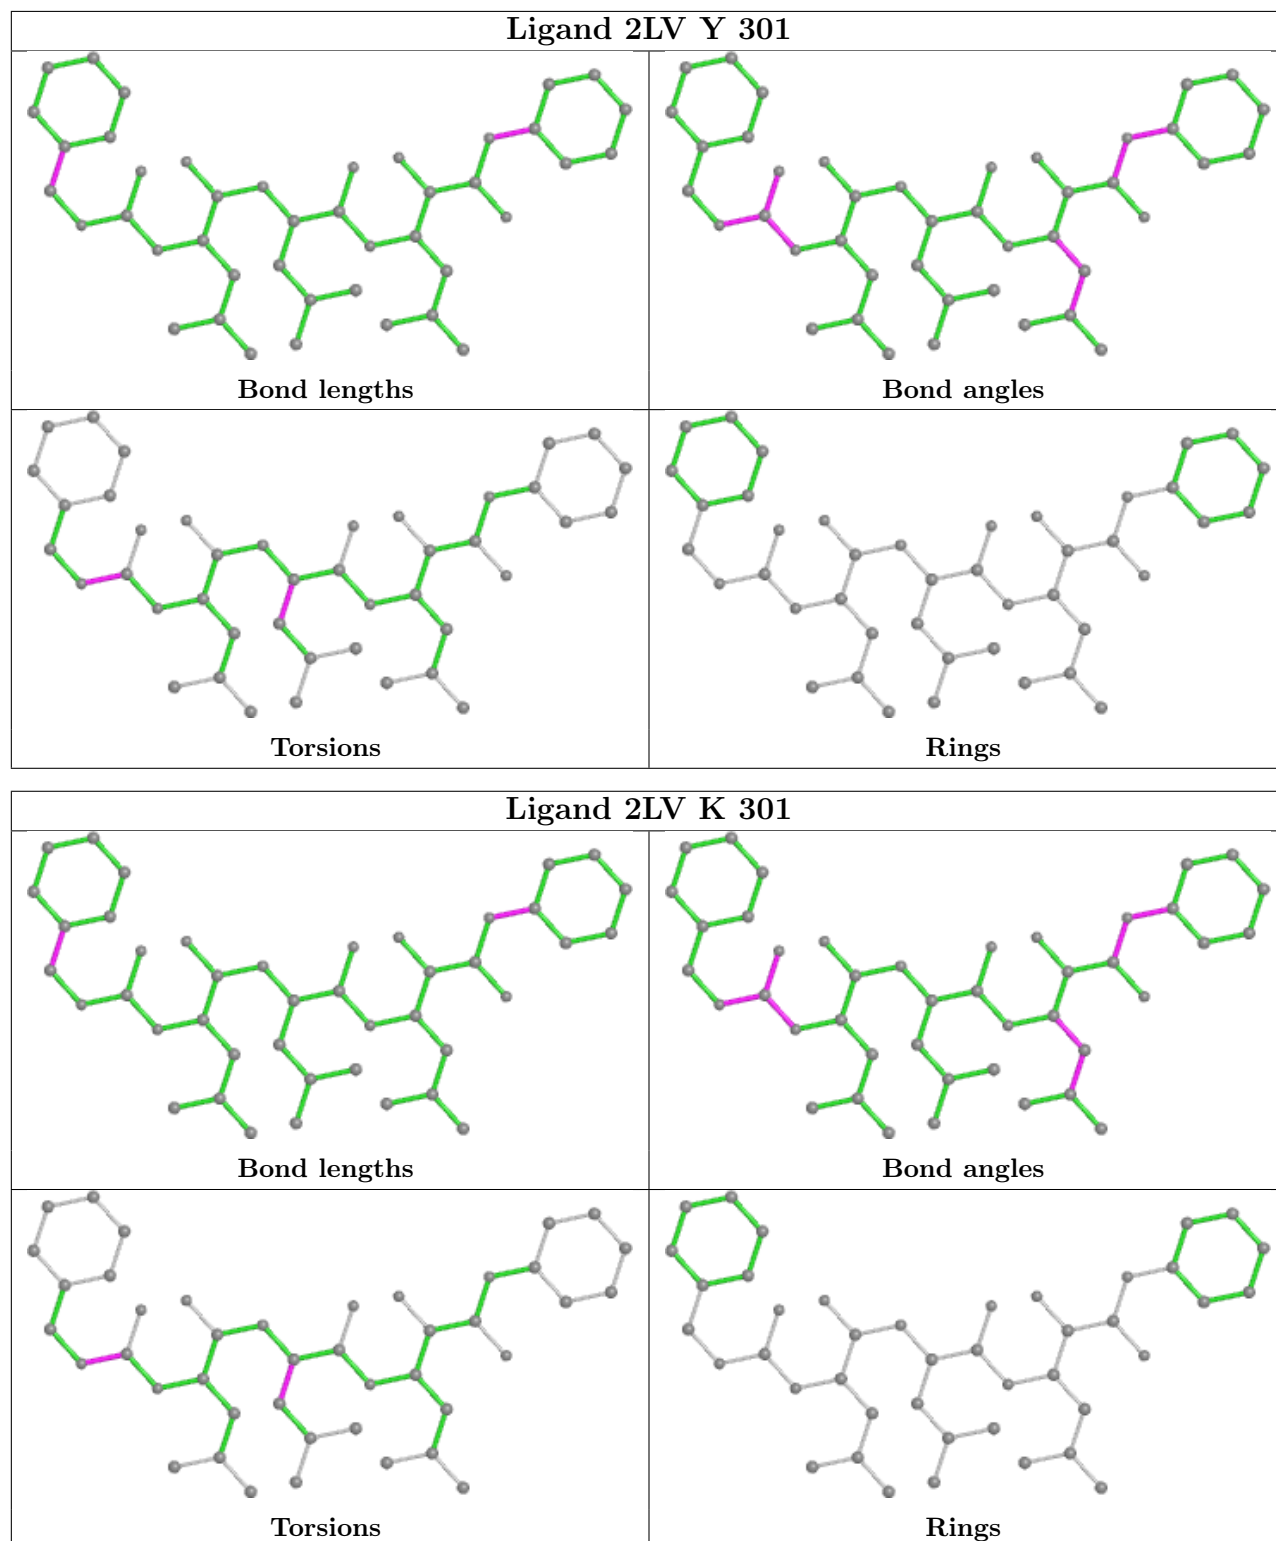 Ligand 2LV Y 301
Bond lengths
Bond angles
Torsions
Rings
Ligand 2LV K 301
Bond lengths
Bond angles
Torsions
Rings